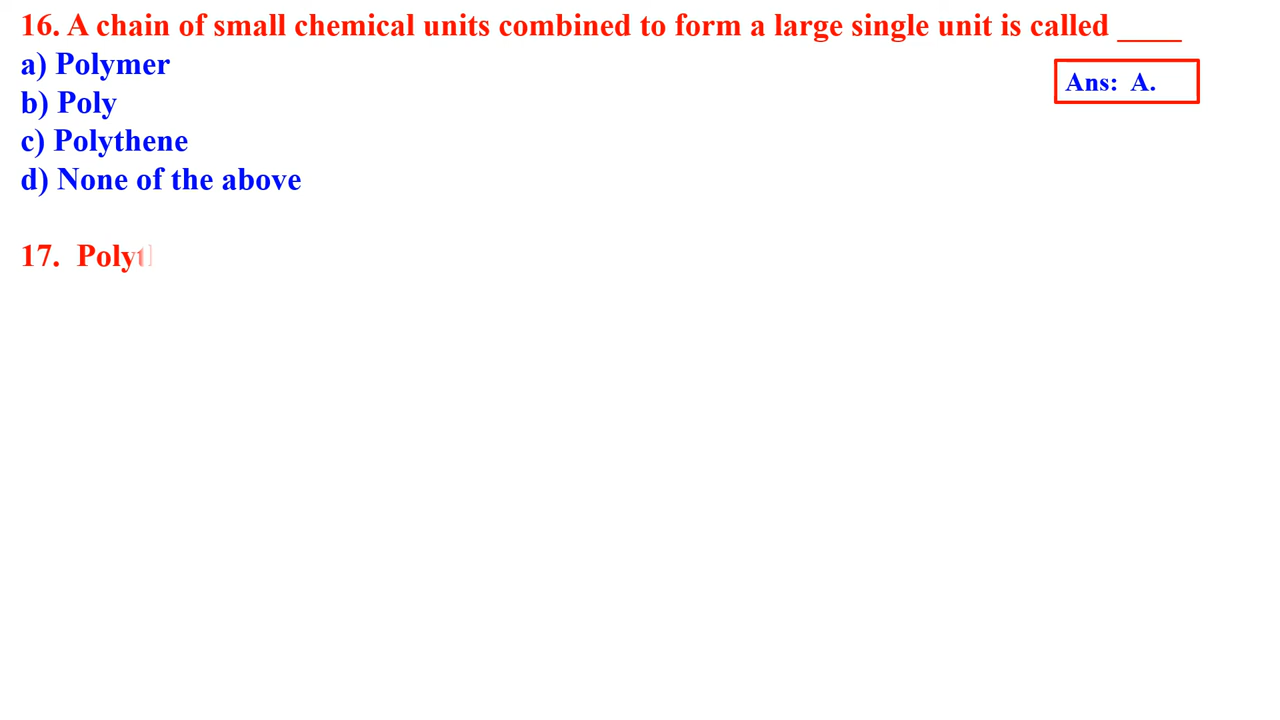 16. A chain of small chemical units combined to form a large single unit is called ____
a) Polymer
Ans: A.
b) Poly
c) Polythene
d) None of the above
17. Polyt